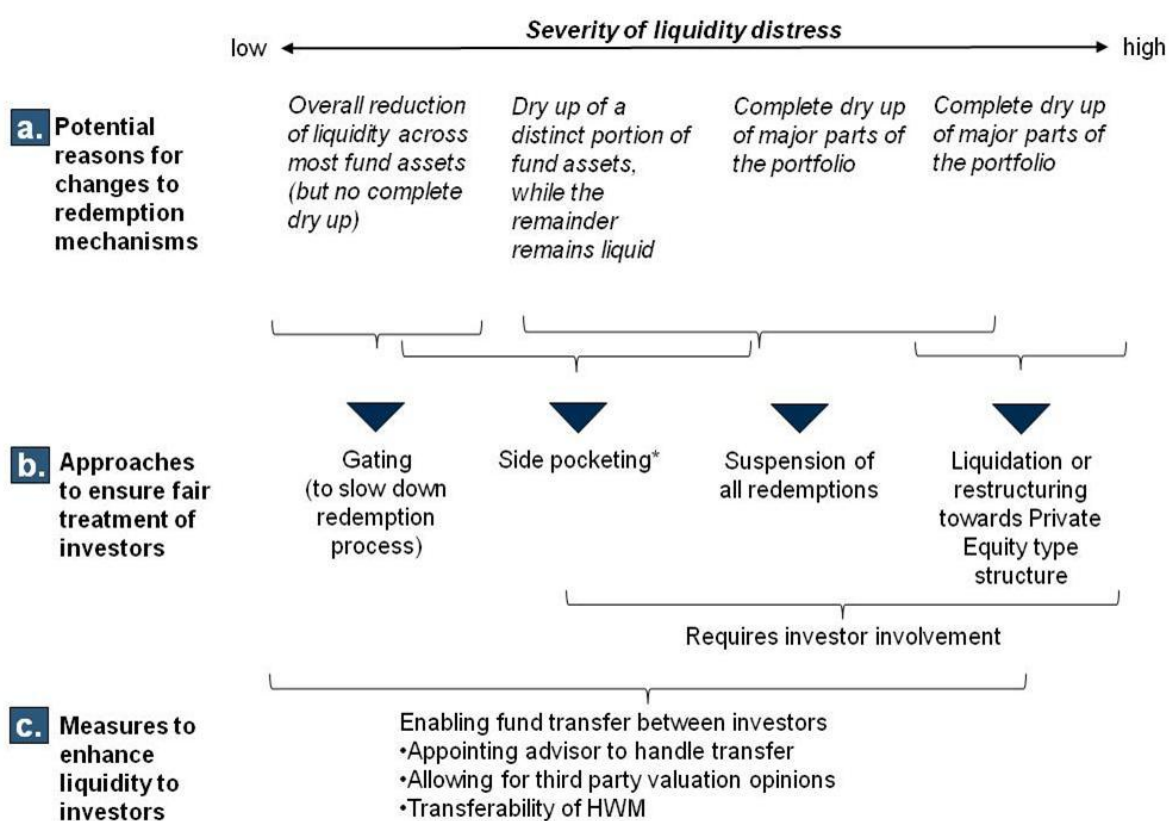 Severity of liquidity distress
low
high
a. Potential
reasons for
changes to
redemption
mechanisms
Overall reduction
of liquidity across
most fund assets
(but no complete
dry up)
Dry up of a
distinct portion of
fund assets,
while the
remainder
remains liquid
Complete dry up
of major parts of
the portfolio
Complete dry up
of major parts of
the portfolio
b. Approaches
to ensure fair
treatment of
investors
Gating
(to slow down
redemption
process)
Side pocketing*
Suspension of
all redemptions
Liquidation or
restructuring
towards Private
Equity type
structure
Requires investor involvement
c. Measures to
enhance
liquidity to
investors
Enabling fund transfer between investors
•Appointing advisor to handle transfer
•Allowing for third party valuation opinions
•Transferability of HWM